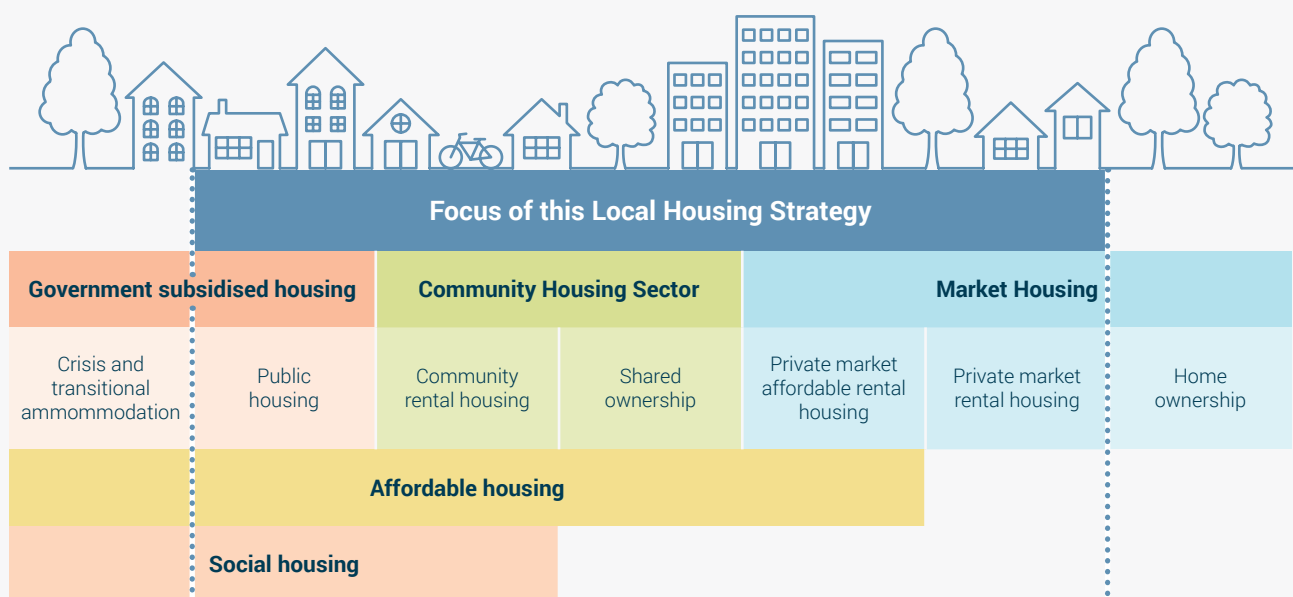 Focus of this Local Housing Strategy
Government subsidised housing
Community Housing Sector
Market Housing
Crisis and
transitional
ammommodation
Public
housing
Community
rental housing
Shared
ownership
Private market
affordable rental
housing
Private market
rental housing
Home
ownership
Affordable housing
Social housing